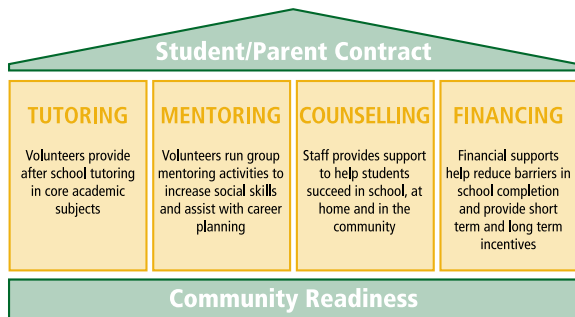 Student/Parent Contract
TUTORING
Volunteers provide
after school tutoring
in core academic
subjects
MENTORING
Volunteers run group
mentoring activities to
increase social skills
and assist with career
planning
COUNSELLING
Staff provides support
to help students
succeed in school, at
home and in the
community
FINANCING
Financial supports
help reduce barriers in
school completion
and provide short
term and long term
incentives
Community Readiness